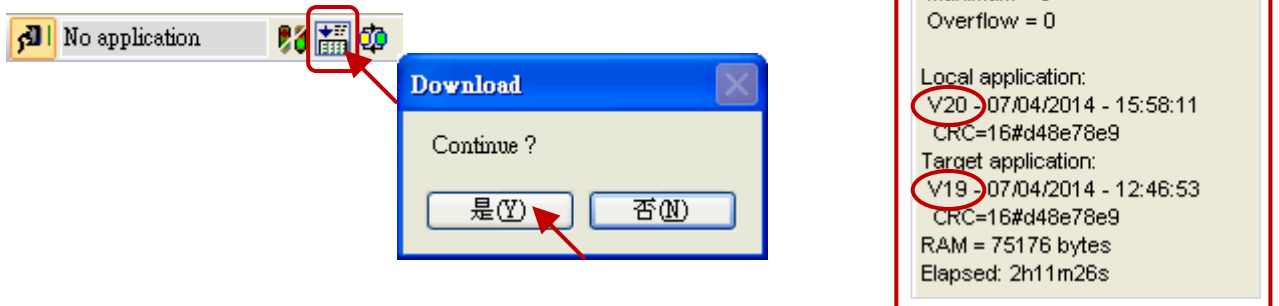 No application
Download
Continue ?
是(Y)
否(N)
Overflow = 0
Local application:
V20 - 07/04/2014 - 15:58:11
CRC=16#d48e78e9
Target application:
V19 - 07/04/2014 - 12:46:53
CRC=16#d48e78e9
RAM = 75176 bytes
Elapsed: 2h11m26s